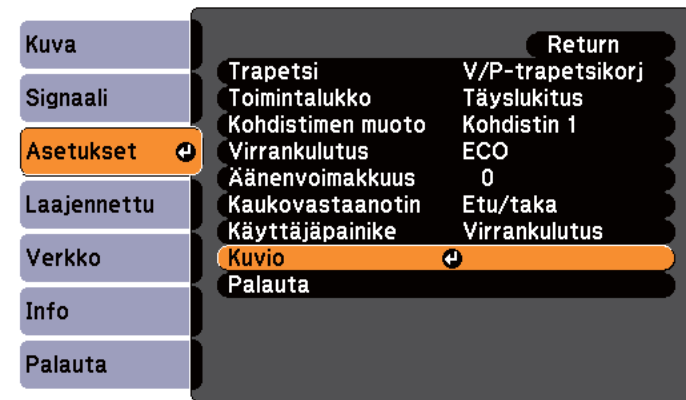 Kuva
Signaali
Asetukset
Laajennettu
Verkko
Info
Palauta
Return
Trapetsi V/P-trapetsikorj
Toimintalukko Täyslukitus
Kohdistimen muoto Kohdistin 1
Virrankulutus ECO
Äänenvoimakkuus 0
Kaukovastaanotin Etu/taka
Käyttäjäpainike Virrankulutus
Kuvio
Palauta